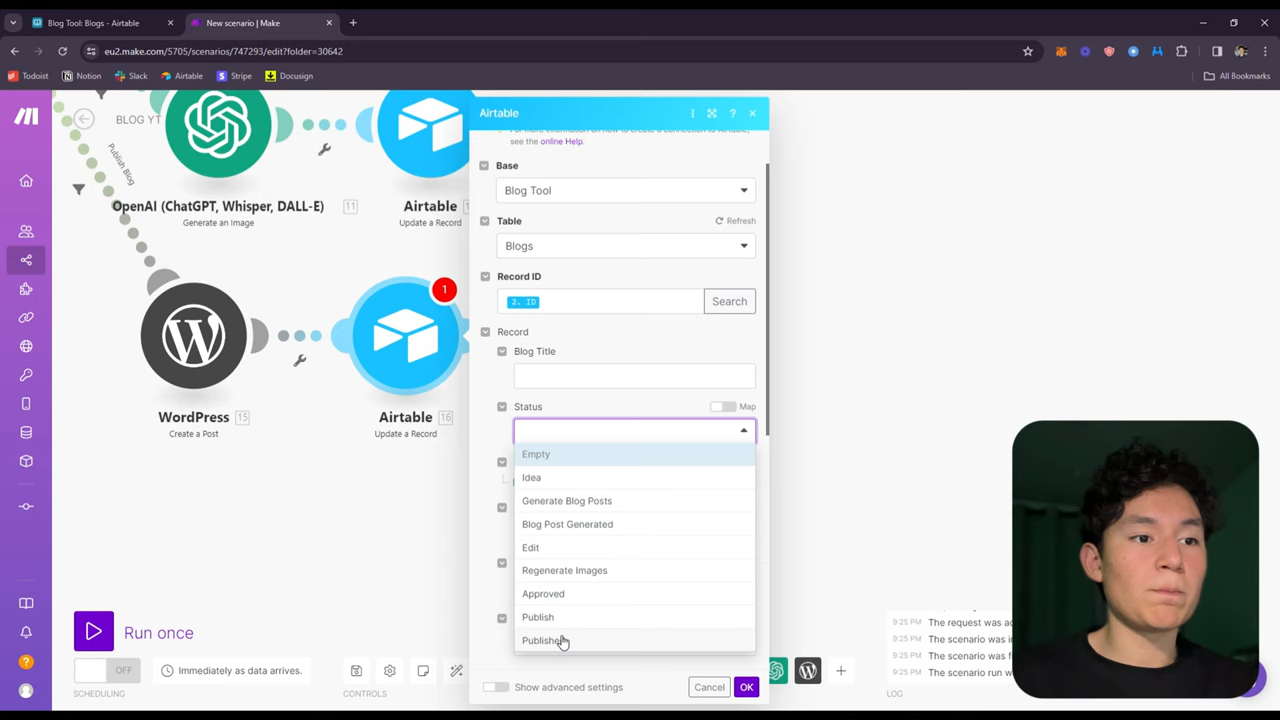 Blog Tool: Blogs - Airtable
New scenario | Make
eu2.make.com/5705/scenarios/747293/edit?folder=30642
Todoist
Notion
Slack
Airtable
Stripe
Docusign
All Bookmarks
BLOG YT
Publish Blog
OpenAI (ChatGPT, Whisper, DALL-E)
11
Generate an Image
Airtable
Update a Record
WordPress
15
Create a Post
Airtable
16
Update a Record
1
Airtable
see the online Help.
Base
Blog Tool
Table
Refresh
Blogs
Record ID
2. ID
Search
Record
Blog Title
Status
Map
Empty
Idea
Generate Blog Posts
Blog Post Generated
Edit
Regenerate Images
Approved
Publish
Show advanced settings
Cancel
OK
Run once
OFF
Immediately as data arrives.
SCHEDULING
CONTROLS
9:25 PM The request was ac
9:25 PM The scenario was in
9:25 PM The scenario was f
9:25 PM The scenario run w
LOG